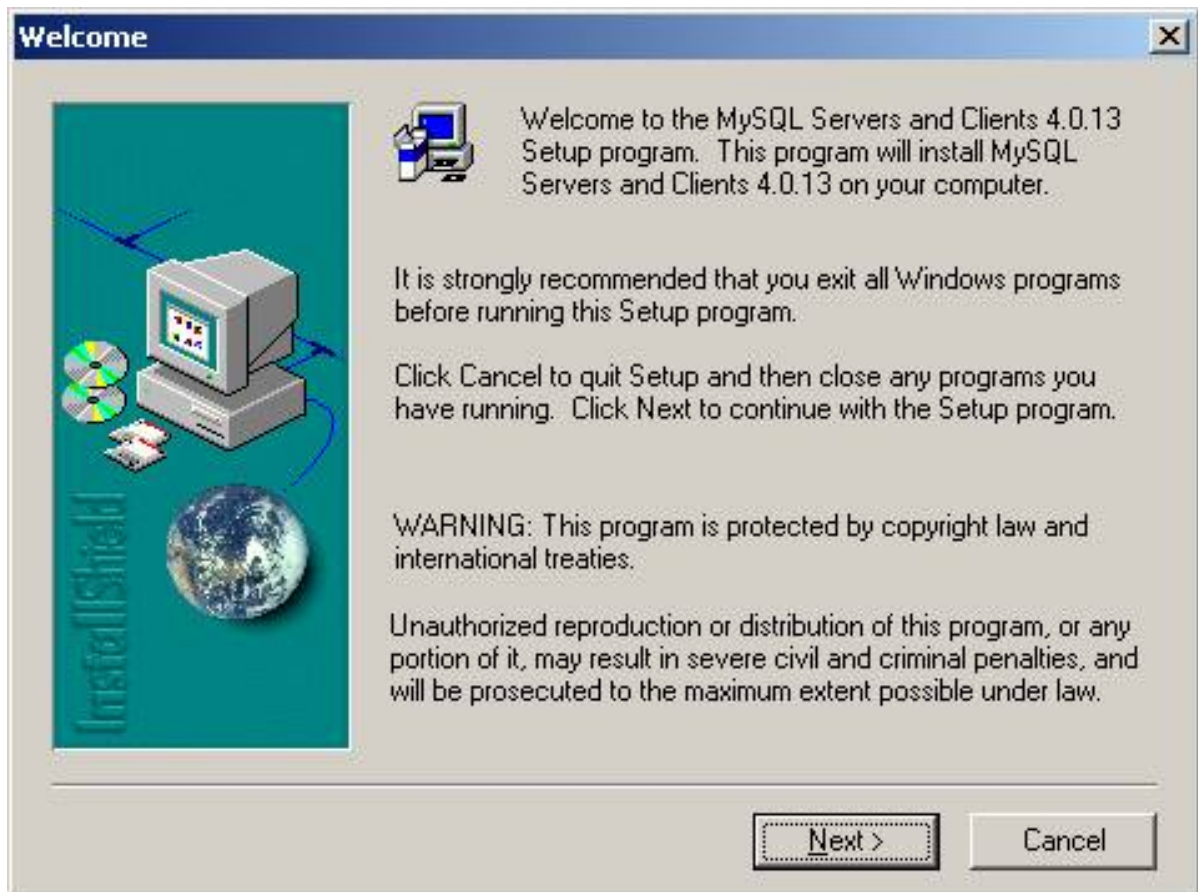 Welcome
Welcome to the MySQL Servers and Clients 4.0.13
Setup program.  This program will install MySQL
Servers and Clients 4.0.13 on your computer.
It is strongly recommended that you exit all Windows programs
before running this Setup program.
Click Cancel to quit Setup and then close any programs you
have running.  Click Next to continue with the Setup program.
WARNING: This program is protected by copyright law and
international treaties.
Unauthorized reproduction or distribution of this program, or any
portion of it, may result in severe civil and criminal penalties, and
will be prosecuted to the maximum extent possible under law.
InstallShield
Next >
Cancel